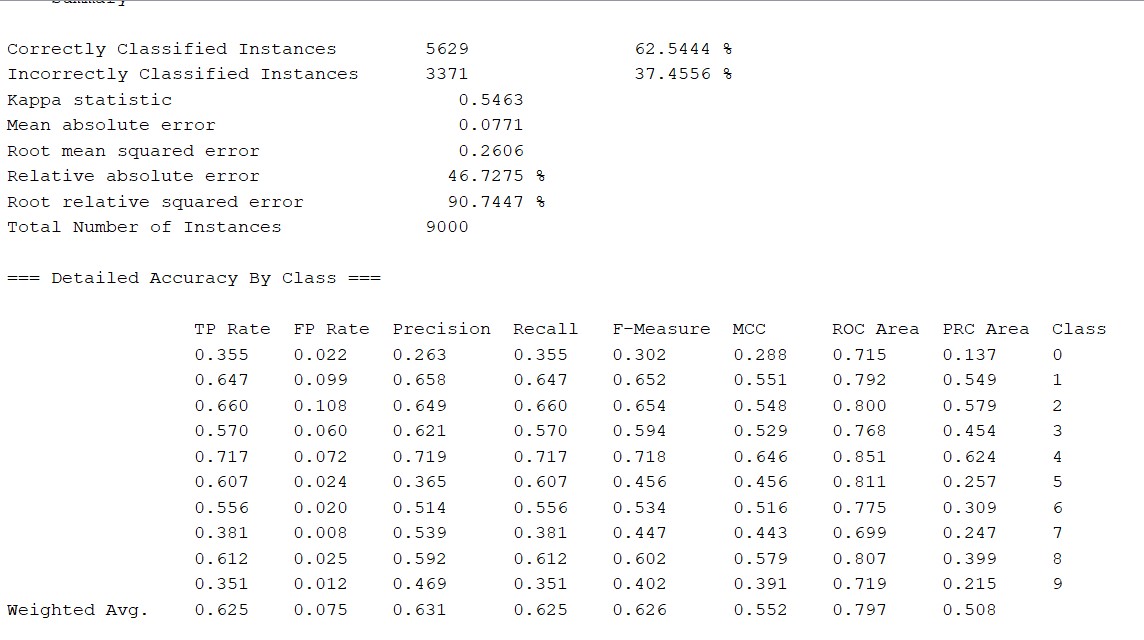 Correctly Classified Instances 5629 62.5444 %
Incorrectly Classified Instances 3371 37.4556 %
Kappa statistic 0.5463
Mean absolute error 0.0771
Root mean squared error 0.2606
Relative absolute error 46.7275 %
Root relative squared error 90.7447 %
Total Number of Instances 9000
=== Detailed Accuracy By Class ===
TP Rate FP Rate Precision Recall F-Measure MCC ROC Area PRC Area Class
0.355 0.022 0.263 0.355 0.302 0.288 0.715 0.137 0
0.647 0.099 0.658 0.647 0.652 0.551 0.792 0.549 1
0.660 0.108 0.649 0.660 0.654 0.548 0.800 0.579 2
0.570 0.060 0.621 0.570 0.594 0.529 0.768 0.454 3
0.717 0.072 0.719 0.717 0.718 0.646 0.851 0.624 4
0.607 0.024 0.365 0.607 0.456 0.456 0.811 0.257 5
0.556 0.020 0.514 0.556 0.534 0.516 0.775 0.309 6
0.381 0.008 0.539 0.381 0.447 0.443 0.699 0.247 7
0.612 0.025 0.592 0.612 0.602 0.579 0.807 0.399 8
0.351 0.012 0.469 0.351 0.402 0.391 0.719 0.215 9
Weighted Avg. 0.625 0.075 0.631 0.625 0.626 0.552 0.797 0.508